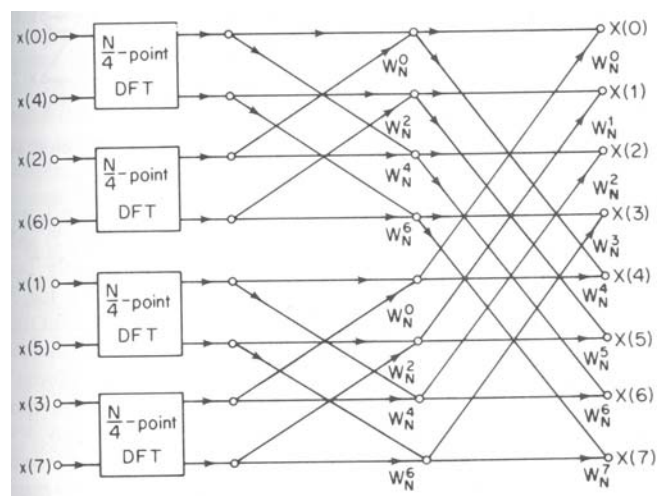 x(0)
N/4-point
DFT
x(4)
x(2)
N/4-point
DFT
x(6)
x(1)
N/4-point
DFT
x(5)
x(3)
N/4-point
DFT
x(7)
W_N^0
W_N^2
W_N^4
W_N^6
W_N^0
W_N^2
W_N^4
W_N^6
X(0)
W_N^0
X(1)
W_N^1
X(2)
W_N^2
X(3)
W_N^3
X(4)
W_N^4
X(5)
W_N^5
X(6)
W_N^6
X(7)
W_N^7